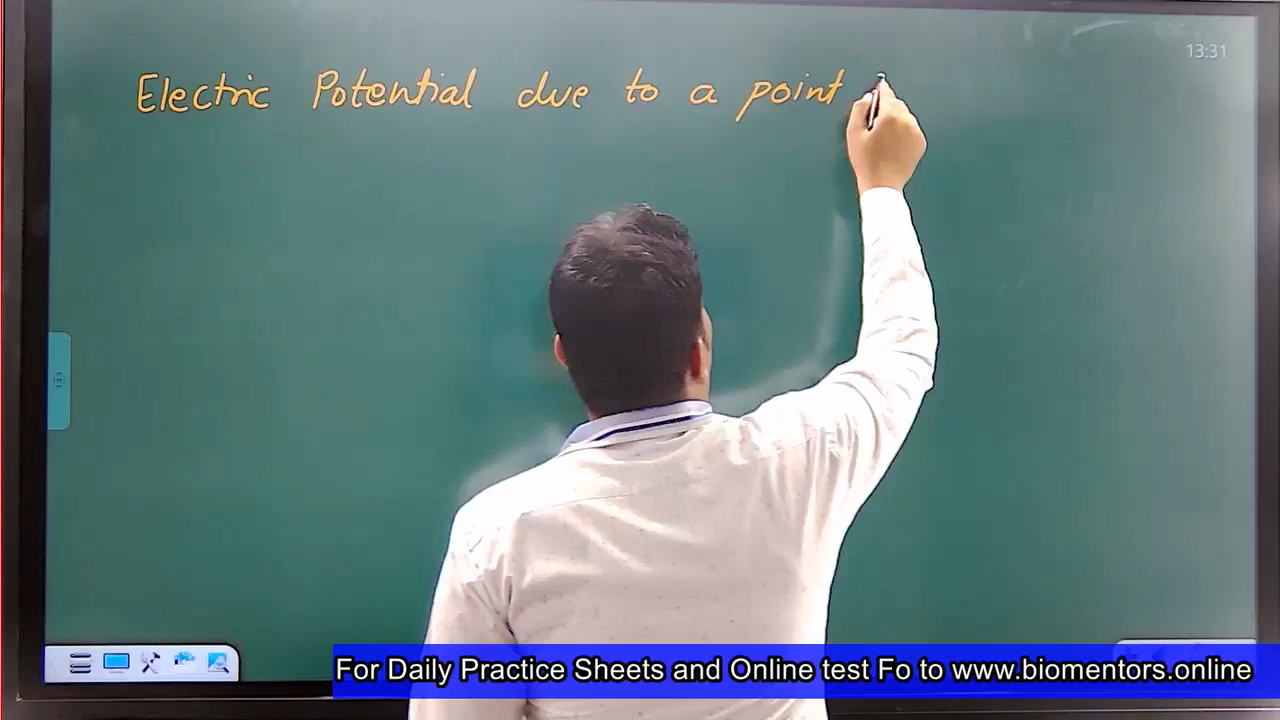 13:31
Electric Potential due to a point
For Daily Practice Sheets and Online test Fo to www.biomentors.online